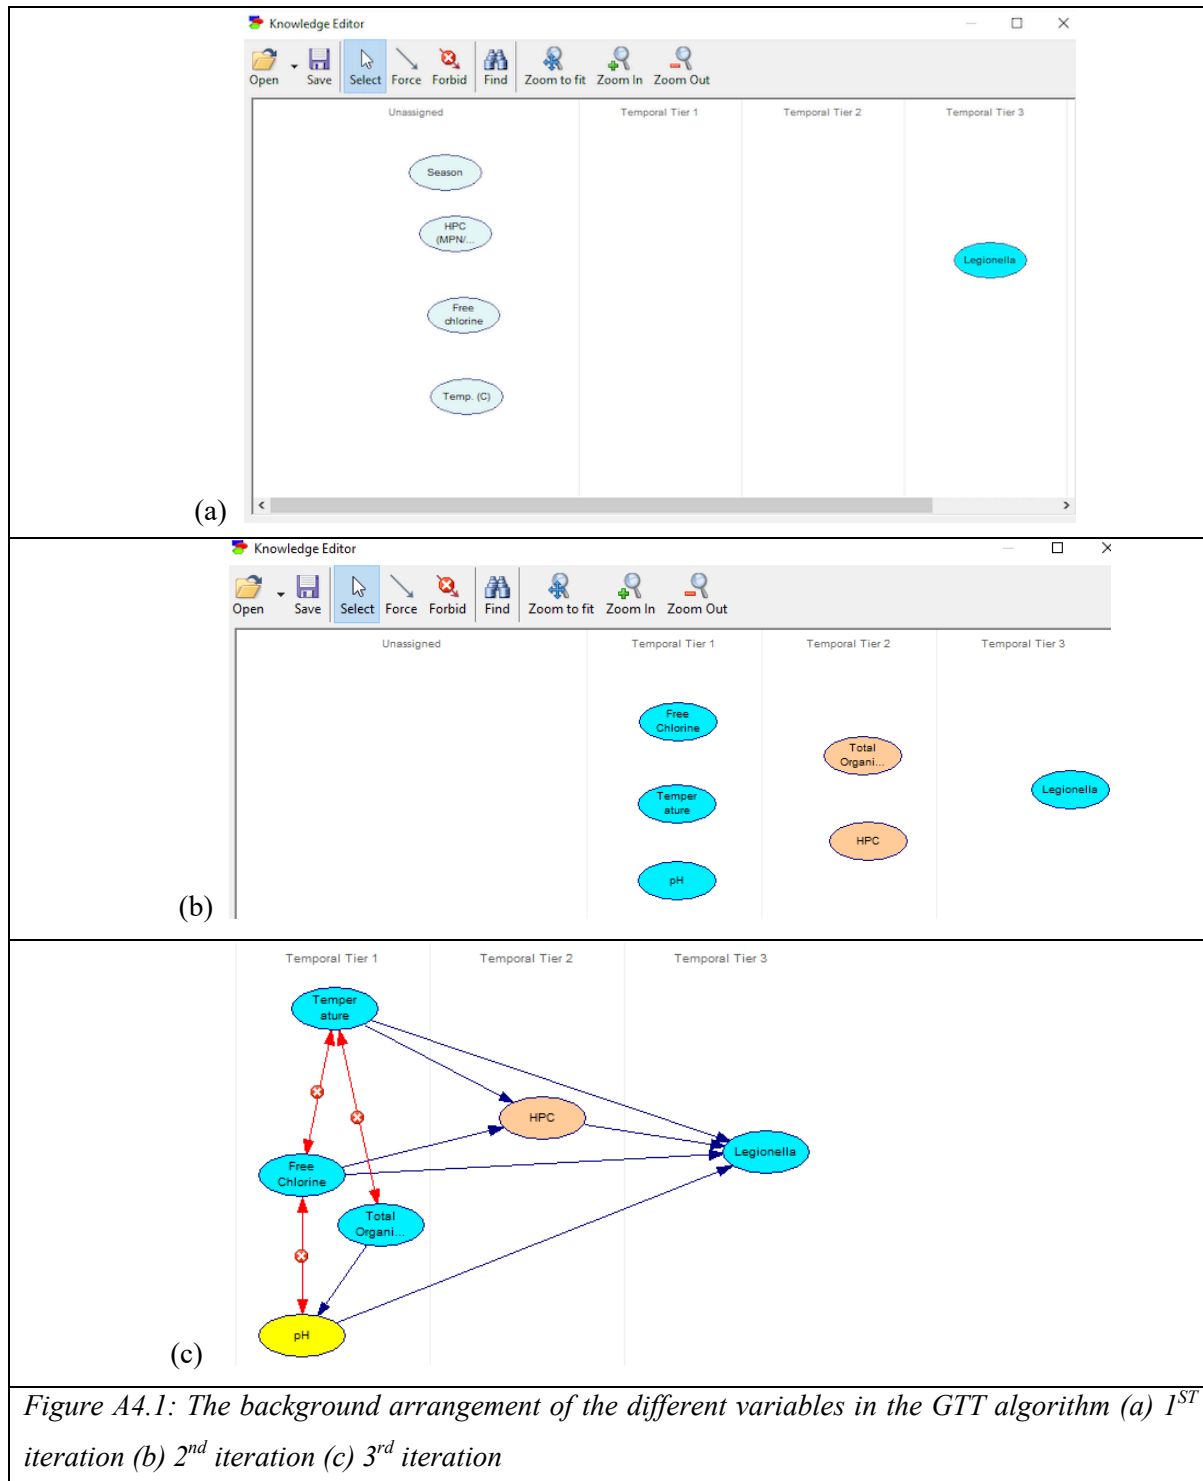 Knowledge Editor
Open Save Select Force Forbid Find Zoom to fit Zoom In Zoom Out
Unassigned Temporal Tier 1 Temporal Tier 2 Temporal Tier 3
Season
HPC
(MPN/...
Legionella
Free
chlorine
Temp. (C)
(a)
Knowledge Editor
Open Save Select Force Forbid Find Zoom to fit Zoom In Zoom Out
Unassigned Temporal Tier 1 Temporal Tier 2 Temporal Tier 3
Free
Chlorine
Total
Organi...
Temper
ature
Legionella
HPC
pH
(b)
Temporal Tier 1 Temporal Tier 2 Temporal Tier 3
Temper
ature
HPC
Legionella
Free
Chlorine
Total
Organi...
pH
(c)
Figure A4.1: The background arrangement of the different variables in the GTT algorithm (a) 1ST
iteration (b) 2nd iteration (c) 3rd iteration